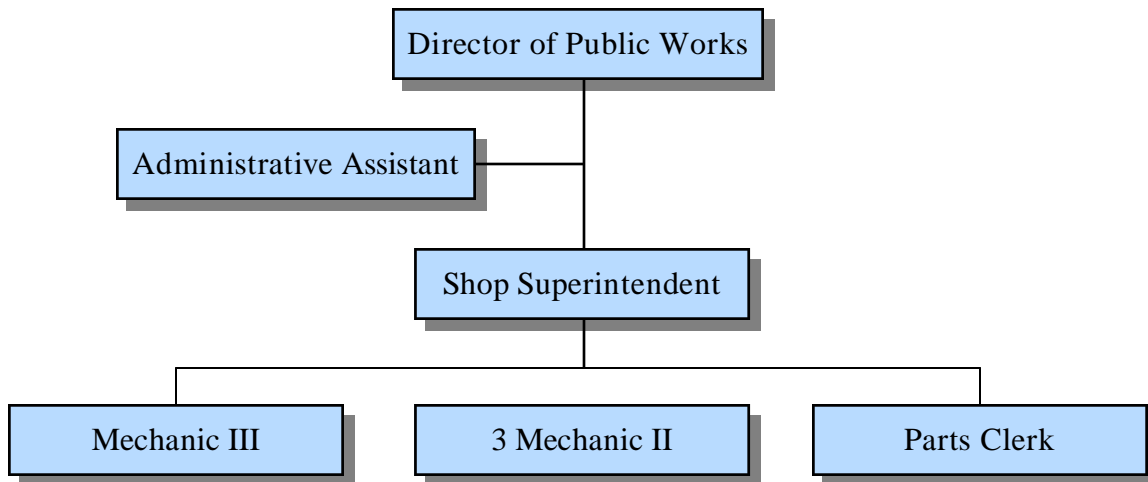 Director of Public Works
Administrative Assistant
Shop Superintendent
Mechanic III
3 Mechanic II
Parts Clerk